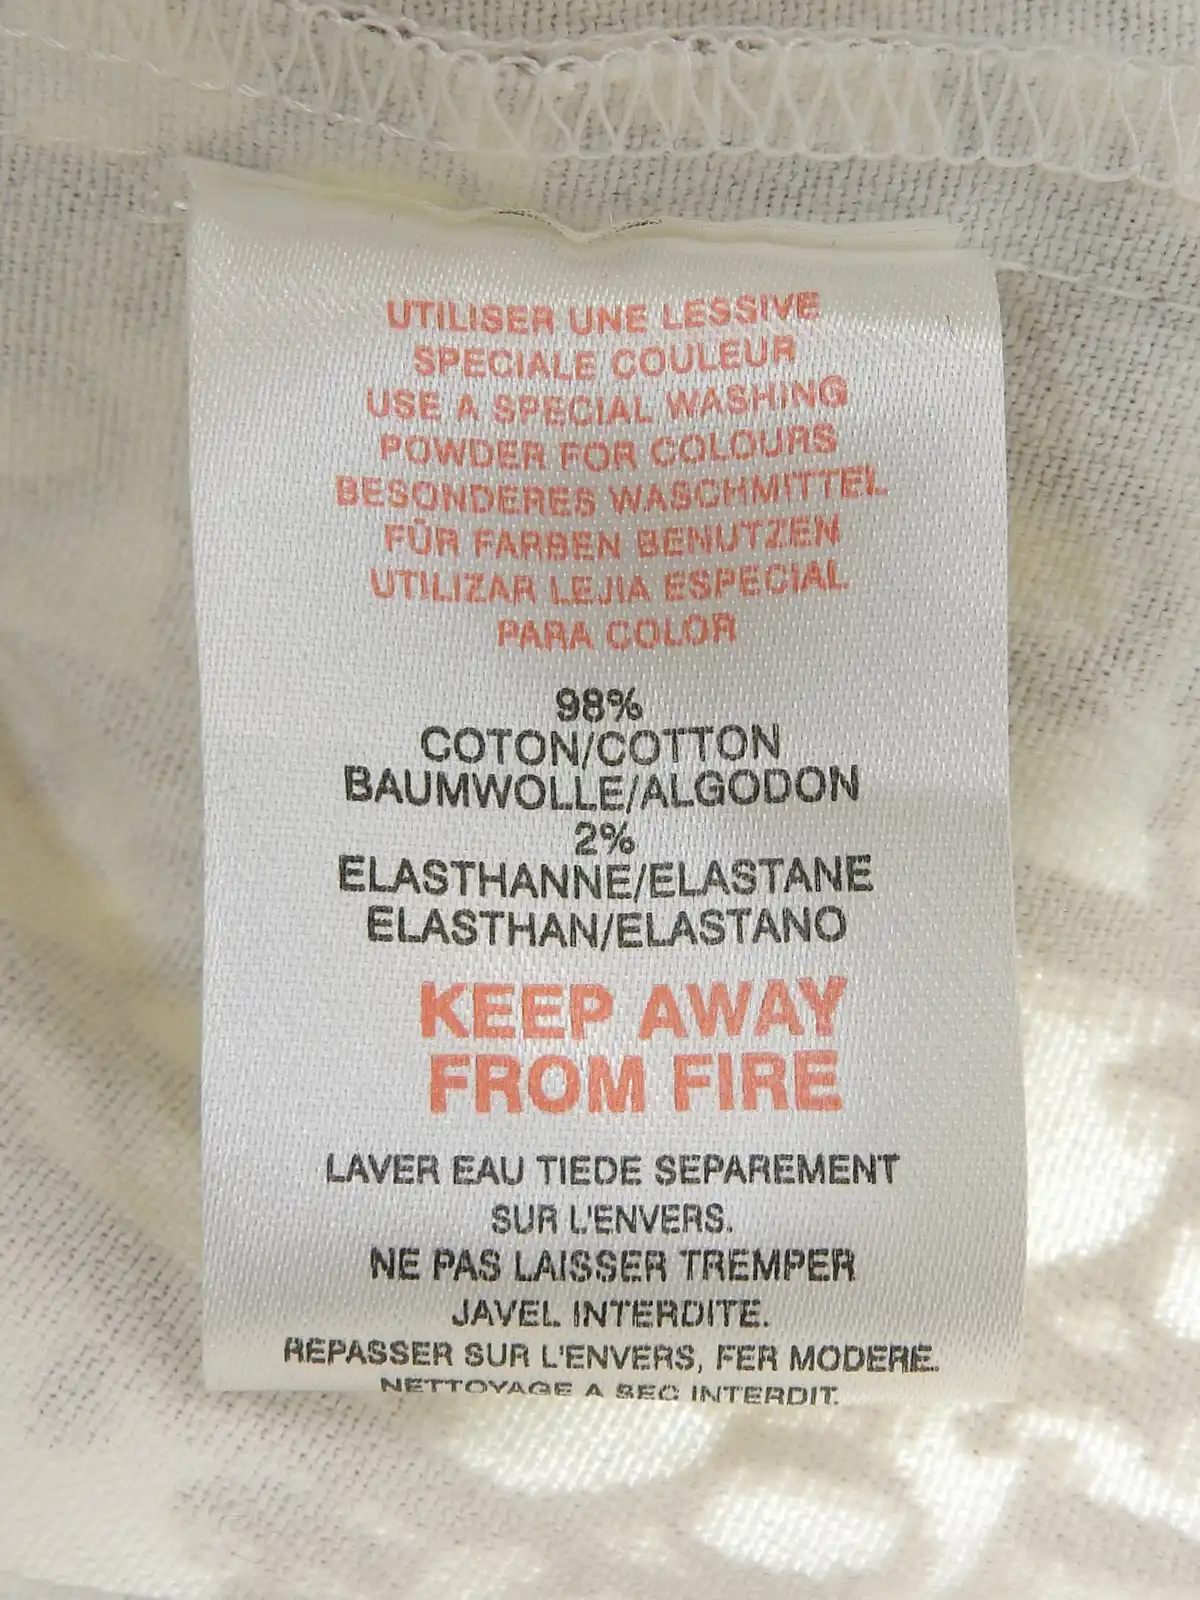 UTILISER UNE LESSIVE
SPECIALE COULEUR
USE A SPECIAL WASHING
POWDER FOR COLOURS
BESONDERES WASCHMITTEL
FÜR FARBEN BENUTZEN
UTILIZAR LEJIA ESPECIAL
PARA COLOR
98%
COTON/COTTON
BAUMWOLLE/ALGODON
2%
ELASTHANNE/ELASTANE
ELASTHAN/ELASTANO
KEEP AWAY
FROM FIRE
LAVER EAU TIEDE SEPAREMENT
SUR L'ENVERS.
NE PAS LAISSER TREMPER
JAVEL INTERDITE.
REPASSER SUR L'ENVERS, FER MODERE.
NETTOYAGE A SEC INTERDIT.